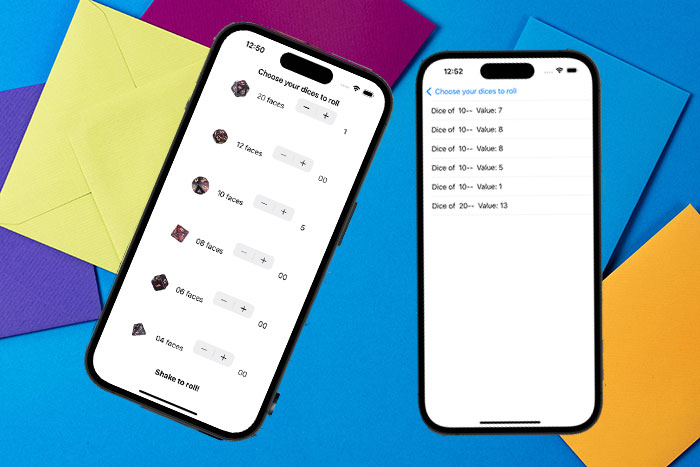 12:50
Choose your dices to roll
20 faces − + 1
12 faces − + 00
10 faces − + 5
08 faces − + 00
06 faces − + 00
04 faces − + 00
Shake to roll!
12:52
Choose your dices to roll
Dice of 10-- Value: 7
Dice of 10-- Value: 8
Dice of 10-- Value: 8
Dice of 10-- Value: 5
Dice of 10-- Value: 1
Dice of 20-- Value: 13